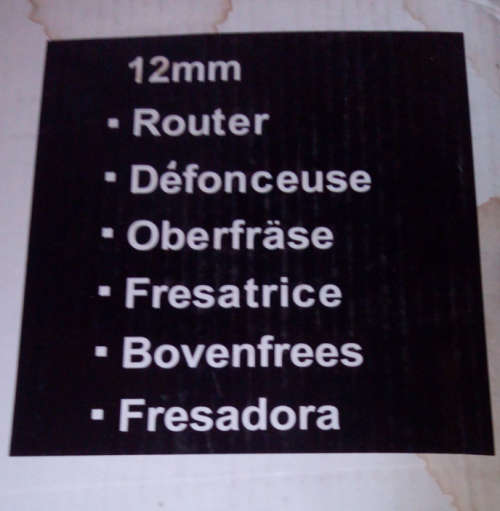 12mm
▪ Router
▪ Défonceuse
▪ Oberfräse
▪ Fresatrice
▪ Bovenfrees
▪ Fresadora